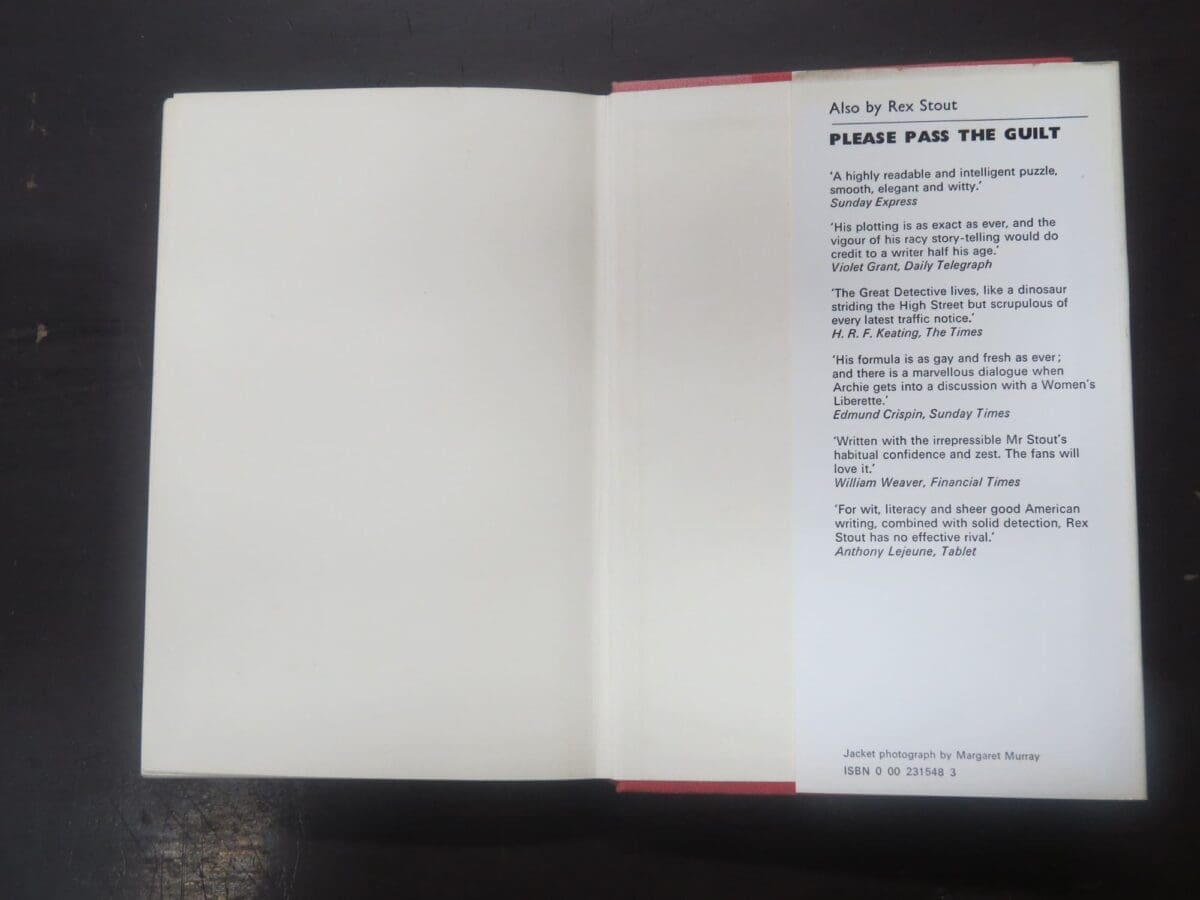 Also by Rex Stout
PLEASE PASS THE GUILT
'A highly readable and intelligent puzzle,
smooth, elegant and witty.'
Sunday Express
'His plotting is as exact as ever, and the
vigour of his racy story-telling would do
credit to a writer half his age.'
Violet Grant, Daily Telegraph
'The Great Detective lives, like a dinosaur
striding the High Street but scrupulous of
every latest traffic notice.'
H. R. F. Keating, The Times
'His formula is as gay and fresh as ever;
and there is a marvellous dialogue when
Archie gets into a discussion with a Women's
Liberette.'
Edmund Crispin, Sunday Times
'Written with the irrepressible Mr Stout's
habitual confidence and zest. The fans will
love it.'
William Weaver, Financial Times
'For wit, literacy and sheer good American
writing, combined with solid detection, Rex
Stout has no effective rival.'
Anthony Lejeune, Tablet
Jacket photograph by Margaret Murray
ISBN 0 00 231548 3